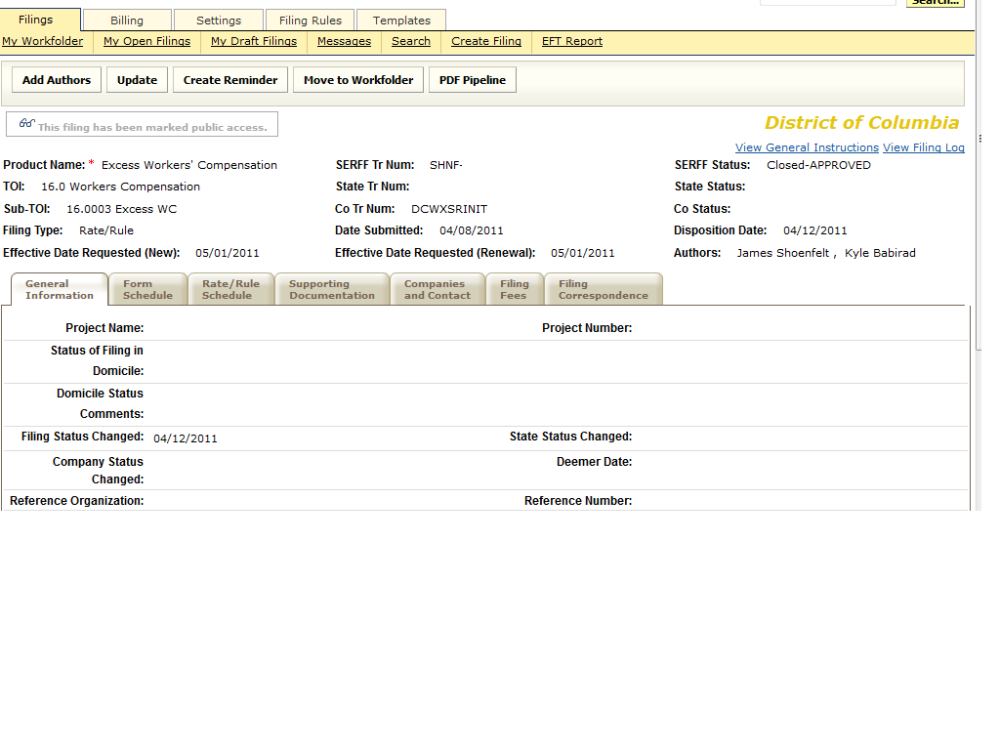 Search...
Filings Billing Settings Filing Rules Templates
My Workfolder My Open Filings My Draft Filings Messages Search Create Filing EFT Report
Add Authors Update Create Reminder Move to Workfolder PDF Pipeline
This filing has been marked public access.
District of Columbia
View General Instructions View Filing Log
Product Name: * Excess Workers' Compensation SERFF Tr Num: SHNF- SERFF Status: Closed-APPROVED
TOI: 16.0 Workers Compensation State Tr Num: State Status:
Sub-TOI: 16.0003 Excess WC Co Tr Num: DCWXSRINIT Co Status:
Filing Type: Rate/Rule Date Submitted: 04/08/2011 Disposition Date: 04/12/2011
Effective Date Requested (New): 05/01/2011 Effective Date Requested (Renewal): 05/01/2011 Authors: James Shoenfelt , Kyle Babirad
General Form Rate/Rule Supporting Companies Filing Filing
Information Schedule Schedule Documentation and Contact Fees Correspondence
Project Name: Project Number:
Status of Filing in
Domicile:
Domicile Status
Comments:
Filing Status Changed: 04/12/2011 State Status Changed:
Company Status Deemer Date:
Changed:
Reference Organization: Reference Number: